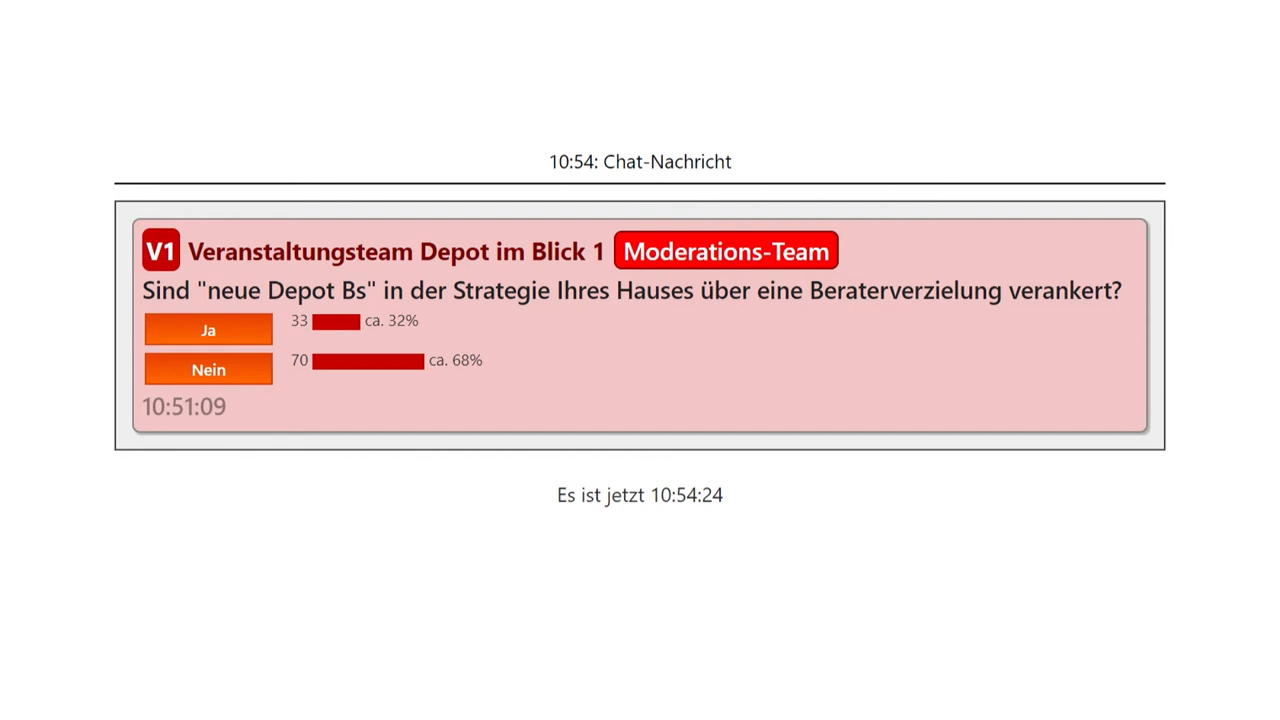 10:54: Chat-Nachricht
V1 Veranstaltungsteam Depot im Blick 1 Moderations-Team
Sind "neue Depot Bs" in der Strategie Ihres Hauses über eine Beraterverzielung verankert?
Ja 33 ca. 32%
Nein 70 ca. 68%
10:51:09
Es ist jetzt 10:54:24